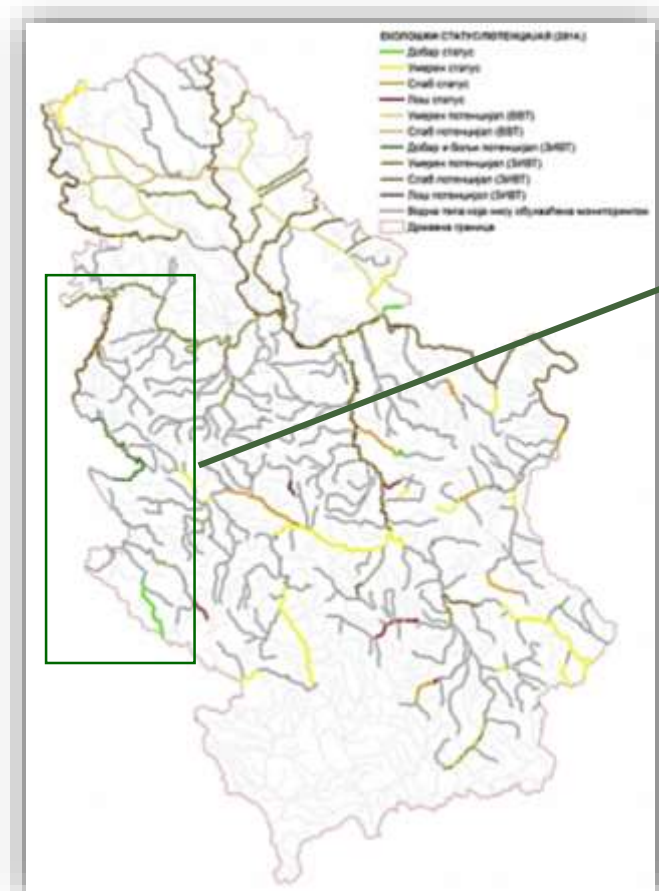 ЕКОЛОШКИ СТАТУС/ПОТЕНЦИЈАЛ (2014.)
Добар статус
Умерен статус
Слаб статус
Лош статус
Умерен потенцијал (ВВТ)
Слаб потенцијал (ВВТ)
Добар и бољи потенцијал (ЗИВТ)
Умерен потенцијал (ЗИВТ)
Слаб потенцијал (ЗИВТ)
Лош потенцијал (ЗИВТ)
Водна тела која нису обухваћена мониторингом
Државна граница